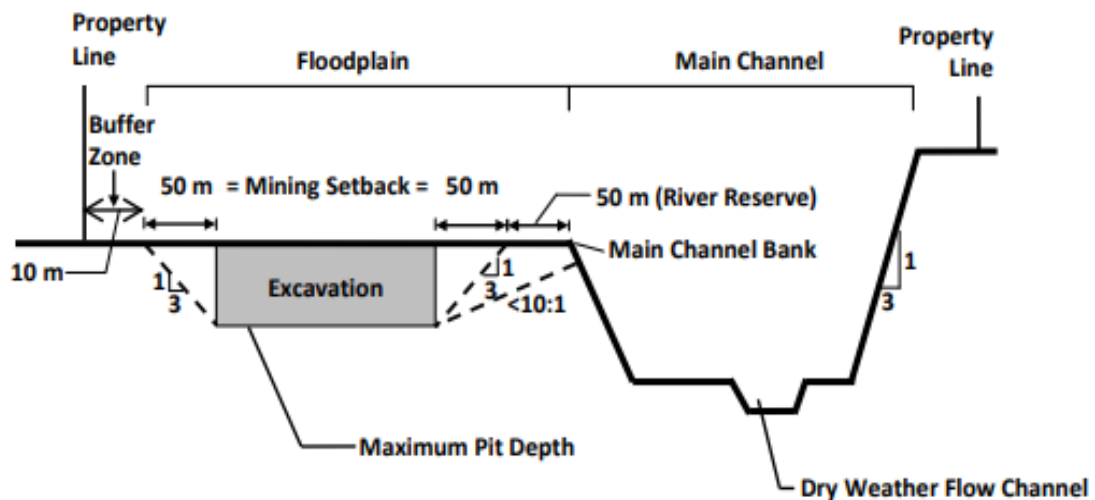 Property
Line
Floodplain
Main Channel
Property
Line
Buffer
Zone
50 m = Mining Setback = 50 m
50 m (River Reserve)
Main Channel Bank
10 m
1
3
Excavation
1
3
<10:1
1
3
Maximum Pit Depth
Dry Weather Flow Channel